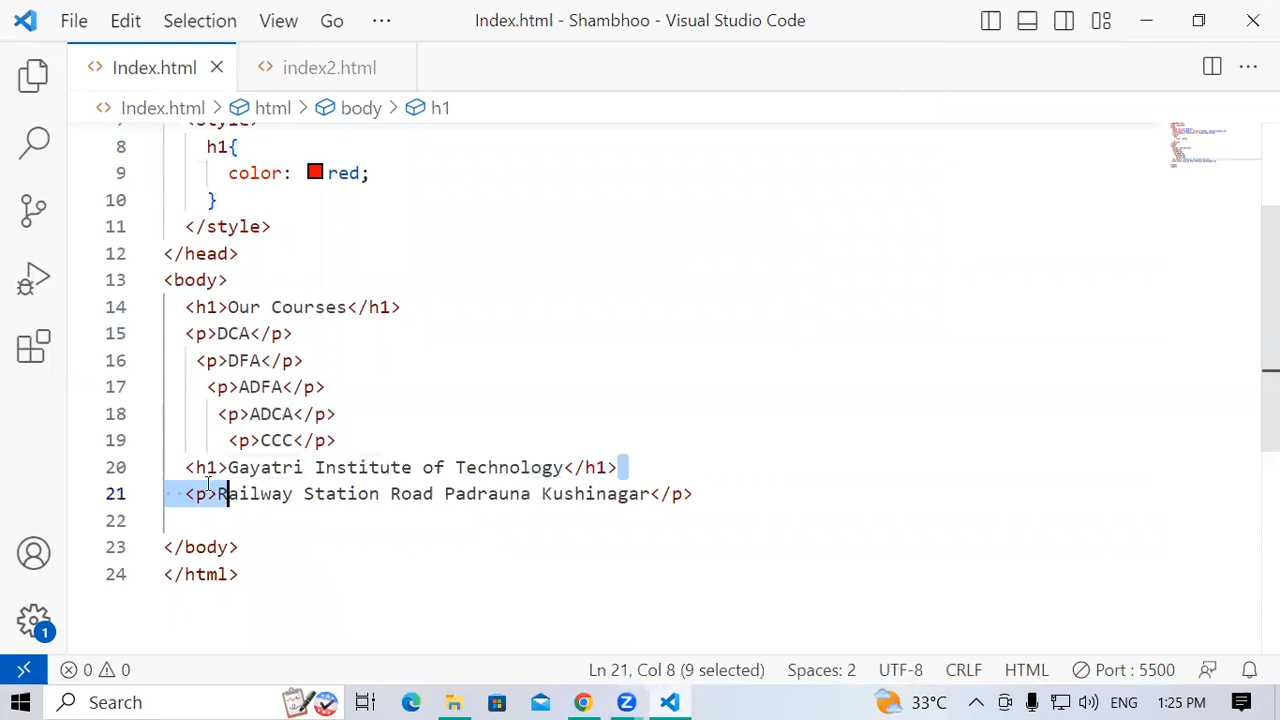 File Edit Selection View Go ··· Index.html - Shambhoo - Visual Studio Code
Index.html index2.html
Index.html > html > body > h1
7 <style>
8 h1{
9 color: red;
10 }
11 </style>
12 </head>
13 <body>
14 <h1>Our Courses</h1>
15 <p>DCA</p>
16 <p>DFA</p>
17 <p>ADFA</p>
18 <p>ADCA</p>
19 <p>CCC</p>
20 <h1>Gayatri Institute of Technology</h1>
21 <p>Railway Station Road Padrauna Kushinagar</p>
22
23 </body>
24 </html>
1
0 0 Ln 21, Col 8 (9 selected) Spaces: 2 UTF-8 CRLF HTML Port : 5500
Search 33°C ENG 1:25 PM